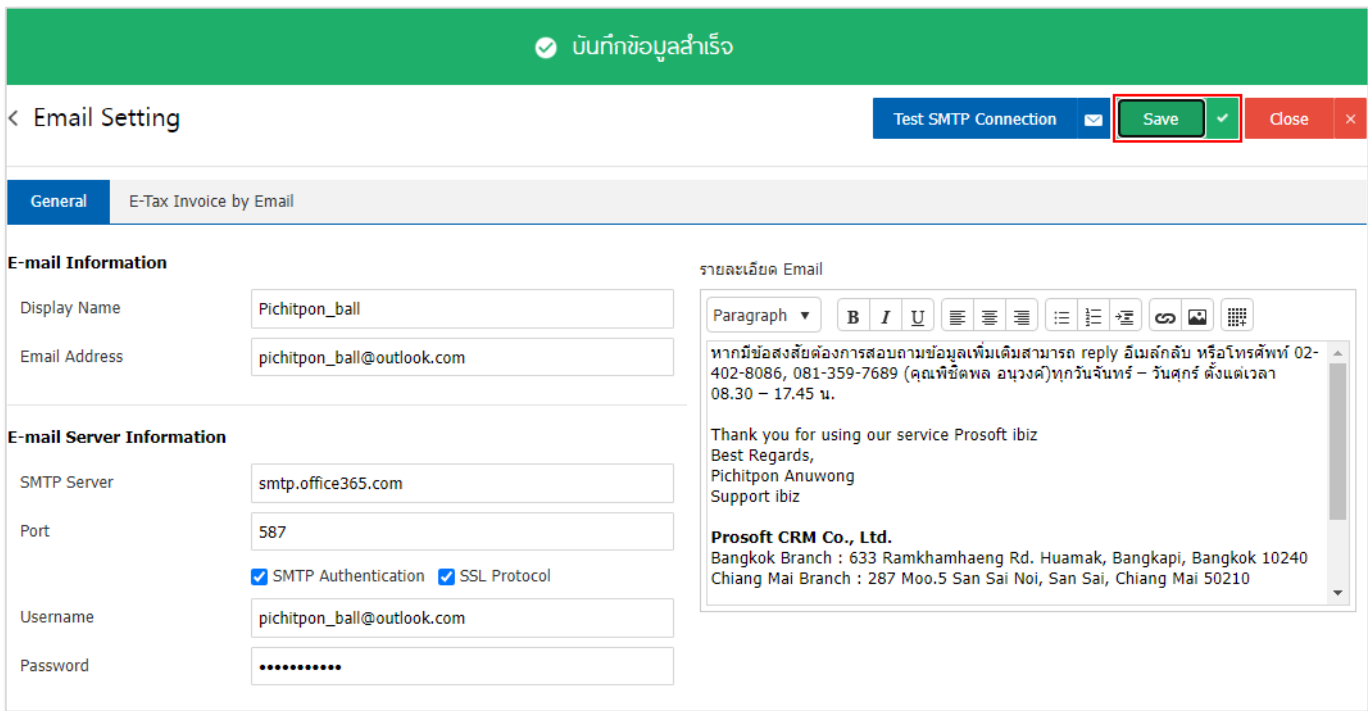 บันทึกข้อมูลสำเร็จ
Email Setting
Test SMTP Connection
Save
Close
General
E-Tax Invoice by Email
E-mail Information
Display Name
Pichitpon_ball
Email Address
pichitpon_ball@outlook.com
E-mail Server Information
SMTP Server
smtp.office365.com
Port
587
SMTP Authentication
SSL Protocol
Username
pichitpon_ball@outlook.com
Password
•••••••••••
รายละเอียด Email
Paragraph
B I U
หากมีข้อสงสัยต้องการสอบถามข้อมูลเพิ่มเติมสามารถ reply อีเมล์กลับ หรือโทรศัพท์ 02-
402-8086, 081-359-7689 (คุณพิชิตพล อนุวงค์)ทุกวันจันทร์ – วันศุกร์ ตั้งแต่เวลา
08.30 – 17.45 น.
Thank you for using our service Prosoft ibiz
Best Regards,
Pichitpon Anuwong
Support ibiz
Prosoft CRM Co., Ltd.
Bangkok Branch : 633 Ramkhamhaeng Rd. Huamak, Bangkapi, Bangkok 10240
Chiang Mai Branch : 287 Moo.5 San Sai Noi, San Sai, Chiang Mai 50210